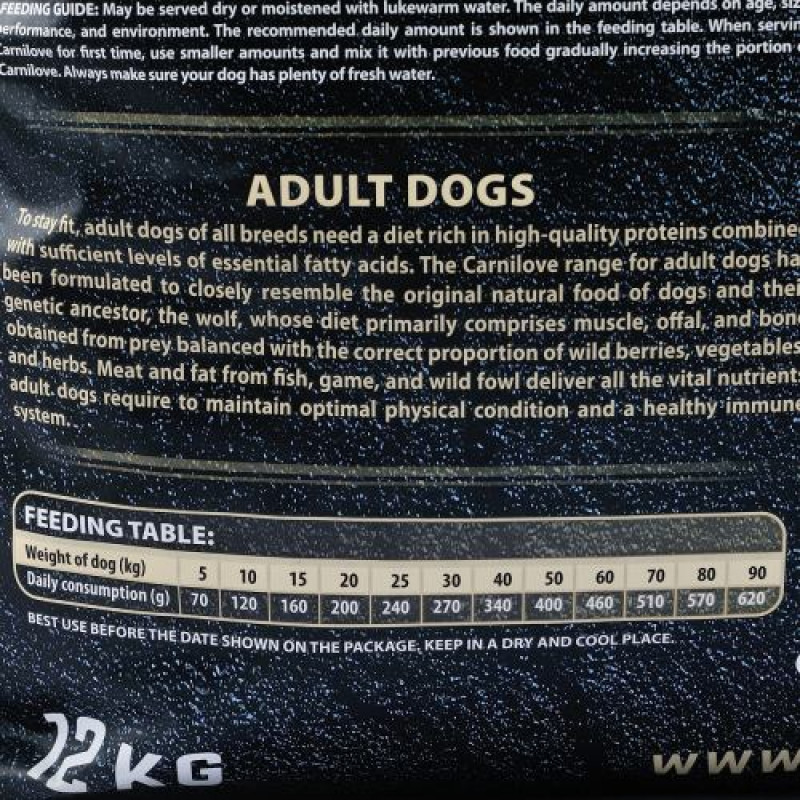 FEEDING GUIDE: May be served dry or moistened with lukewarm water. The daily amount depends on age, siz
performance, and environment. The recommended daily amount is shown in the feeding table. When servin
Carnilove for first time, use smaller amounts and mix it with previous food gradually increasing the portion o
Carnilove. Always make sure your dog has plenty of fresh water.
ADULT DOGS
To stay fit, adult dogs of all breeds need a diet rich in high-quality proteins combine
with sufficient levels of essential fatty acids. The Carnilove range for adult dogs ha
been formulated to closely resemble the original natural food of dogs and thei
genetic ancestor, the wolf, whose diet primarily comprises muscle, offal, and bone
obtained from prey balanced with the correct proportion of wild berries, vegetables
and herbs. Meat and fat from fish, game, and wild fowl deliver all the vital nutrients
adult dogs require to maintain optimal physical condition and a healthy immune
system.
FEEDING TABLE:
Weight of dog (kg) 5 10 15 20 25 30 40 50 60 70 80 90
Daily consumption (g) 70 120 160 200 240 270 340 400 460 510 570 620
BEST USE BEFORE THE DATE SHOWN ON THE PACKAGE. KEEP IN A DRY AND COOL PLACE.
12 KG
www